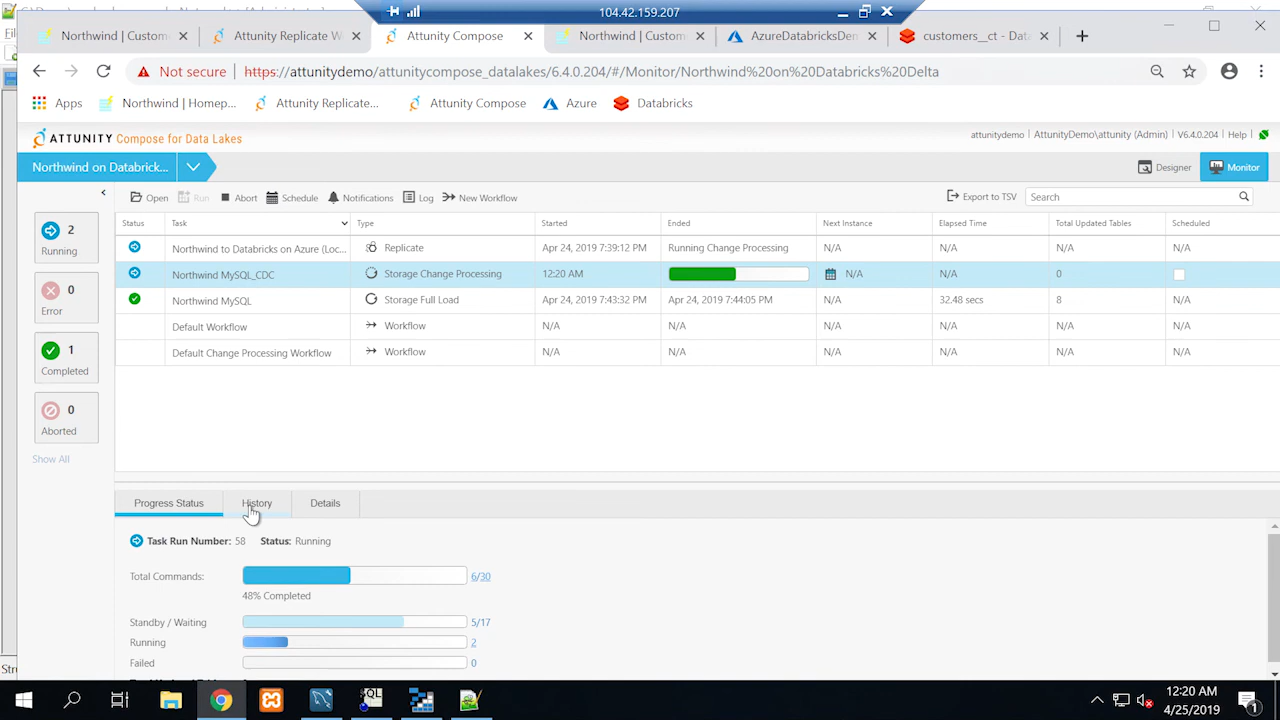 104.42.159.207
Northwind | Custome
Attunity Replicate W
Attunity Compose
Northwind | Custom
AzureDatabricksDem
customers__ct - Data
Not secure
https://attunitydemo/attunitycompose_datalakes/6.4.0.204/#/Monitor/Northwind%20on%20Databricks%20Delta
Apps
Northwind | Homep...
Attunity Replicate...
Attunity Compose
Azure
Databricks
ATTUNITY Compose for Data Lakes
attunitydemo | AttunityDemo\attunity (Admin) | V6.4.0.204 | Help |
Northwind on Databrick...
Designer
Monitor
Open
Run
Abort
Schedule
Notifications
Log
New Workflow
Export to TSV
Search
2
Running
0
Error
1
Completed
0
Aborted
Show All
Status Task Type Started Ended Next Instance Elapsed Time Total Updated Tables Scheduled
Northwind to Databricks on Azure (Loc... Replicate Apr 24, 2019 7:39:12 PM Running Change Processing N/A N/A N/A N/A
Northwind MySQL_CDC Storage Change Processing 12:20 AM N/A N/A 0
Northwind MySQL Storage Full Load Apr 24, 2019 7:43:32 PM Apr 24, 2019 7:44:05 PM N/A 32.48 secs 8 N/A
Default Workflow Workflow N/A N/A N/A N/A N/A N/A
Default Change Processing Workflow Workflow N/A N/A N/A N/A N/A N/A
Progress Status
History
Details
Task Run Number: 58 Status: Running
Total Commands: 6/30
48% Completed
Standby / Waiting 5/17
Running 2
Failed 0
12:20 AM
4/25/2019
1